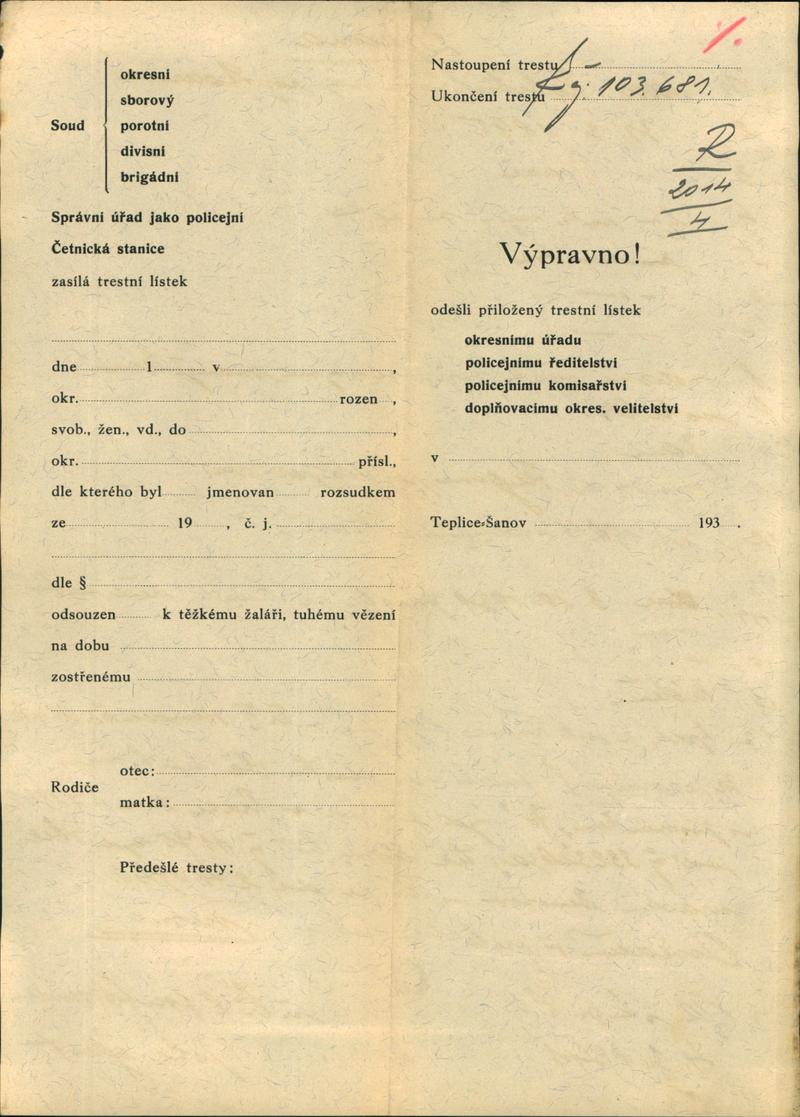 okresní
sborový
Soud porotní
divisní
brigádní
Správní úřad jako policejní
Četnická stanice
zasílá trestní lístek
dne 1 v ,
okr. rozen ,
svob., žen., vd., do ,
okr. přísl.,
dle kterého byl jmenovan rozsudkem
ze 19 , č. j.
dle §
odsouzen k těžkému žaláři, tuhému vězení
na dobu
zostřenému
otec:
Rodiče
matka:
Předešlé tresty:
Nastoupení trestu
Ukončení trestu 103.681.
R
2014
4
Výpravno!
odešli přiložený trestní lístek
okresnímu úřadu
policejnímu ředitelství
policejnímu komisařství
doplňovacímu okres. velitelství
v
Teplice-Šanov 193 .